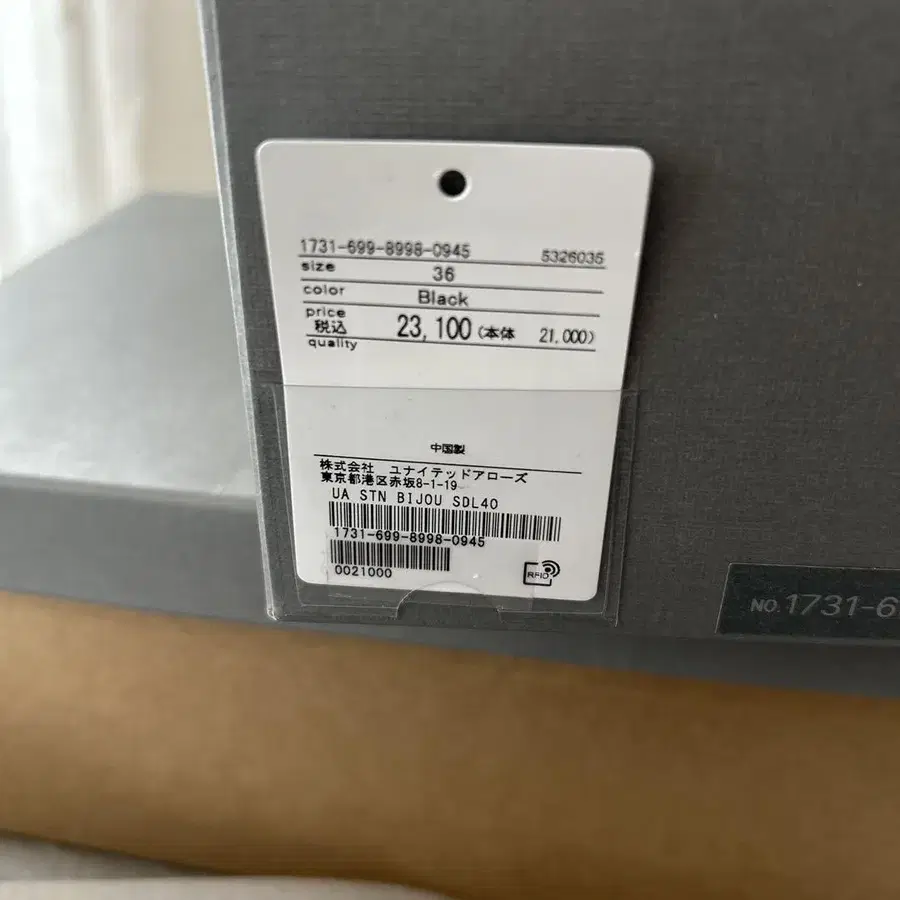 1731-699-8998-0945 5326035
size 36
color Black
price
税込 23,100 (本体 21,000)
quality
中国製
株式会社 ユナイテッドアローズ
東京都港区赤坂8-1-19
UA STN BIJOU SDL40
1731-699-8998-0945
0021000
RFID
NO. 1731-6